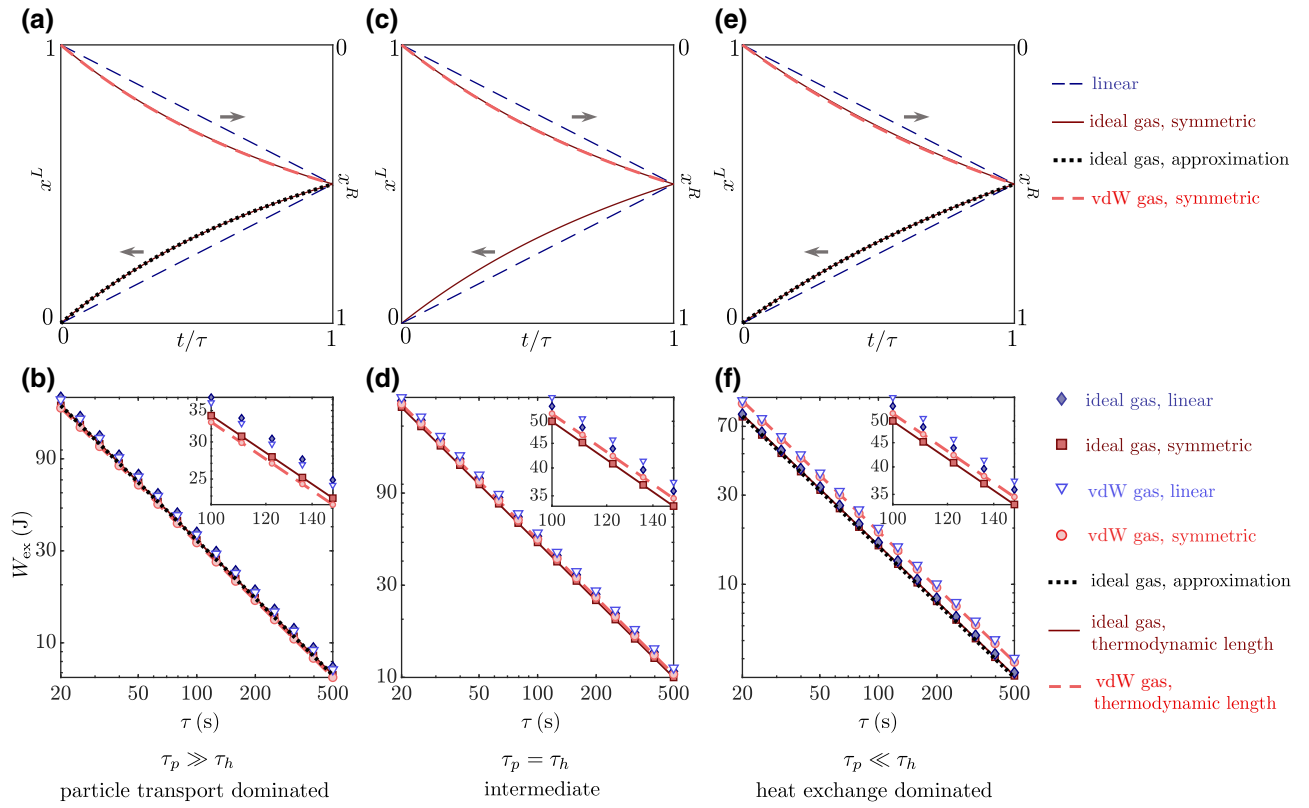 (a)
(c)
(e)
1
0
1
0
1
0
x^L
x^R
x^L
x^R
x^L
x^R
0
1
0
1
0
1
0
t/τ
1
0
t/τ
1
0
t/τ
1
linear
ideal gas, symmetric
ideal gas, approximation
vdW gas, symmetric
(b)
(d)
(f)
W_ex (J)
90
30
10
35
30
25
100
120
140
20
50
100
200
500
τ (s)
90
30
10
50
45
40
35
100
120
140
20
50
100
200
500
τ (s)
70
30
10
50
45
40
35
100
120
140
20
50
100
200
500
τ (s)
ideal gas, linear
ideal gas, symmetric
vdW gas, linear
vdW gas, symmetric
ideal gas, approximation
ideal gas,
thermodynamic length
vdW gas,
thermodynamic length
τ_p ≫ τ_h
particle transport dominated
τ_p = τ_h
intermediate
τ_p ≪ τ_h
heat exchange dominated